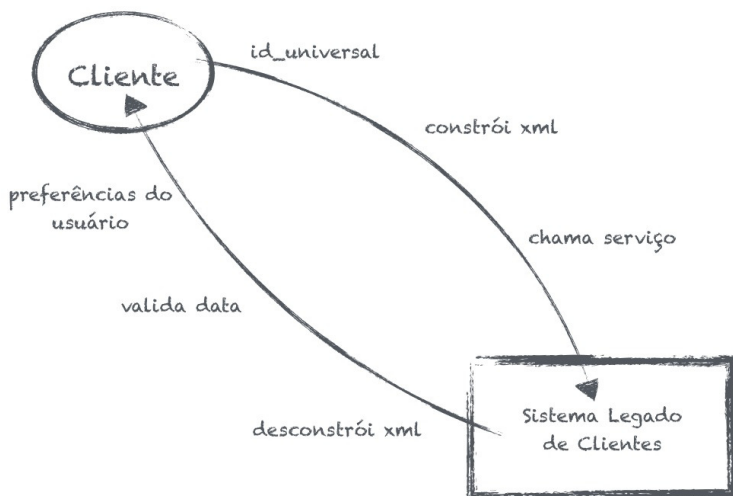 id_universal
Cliente
constrói xml
preferências do
usuário
chama serviço
valida data
desconstrói xml
Sistema Legado
de Clientes